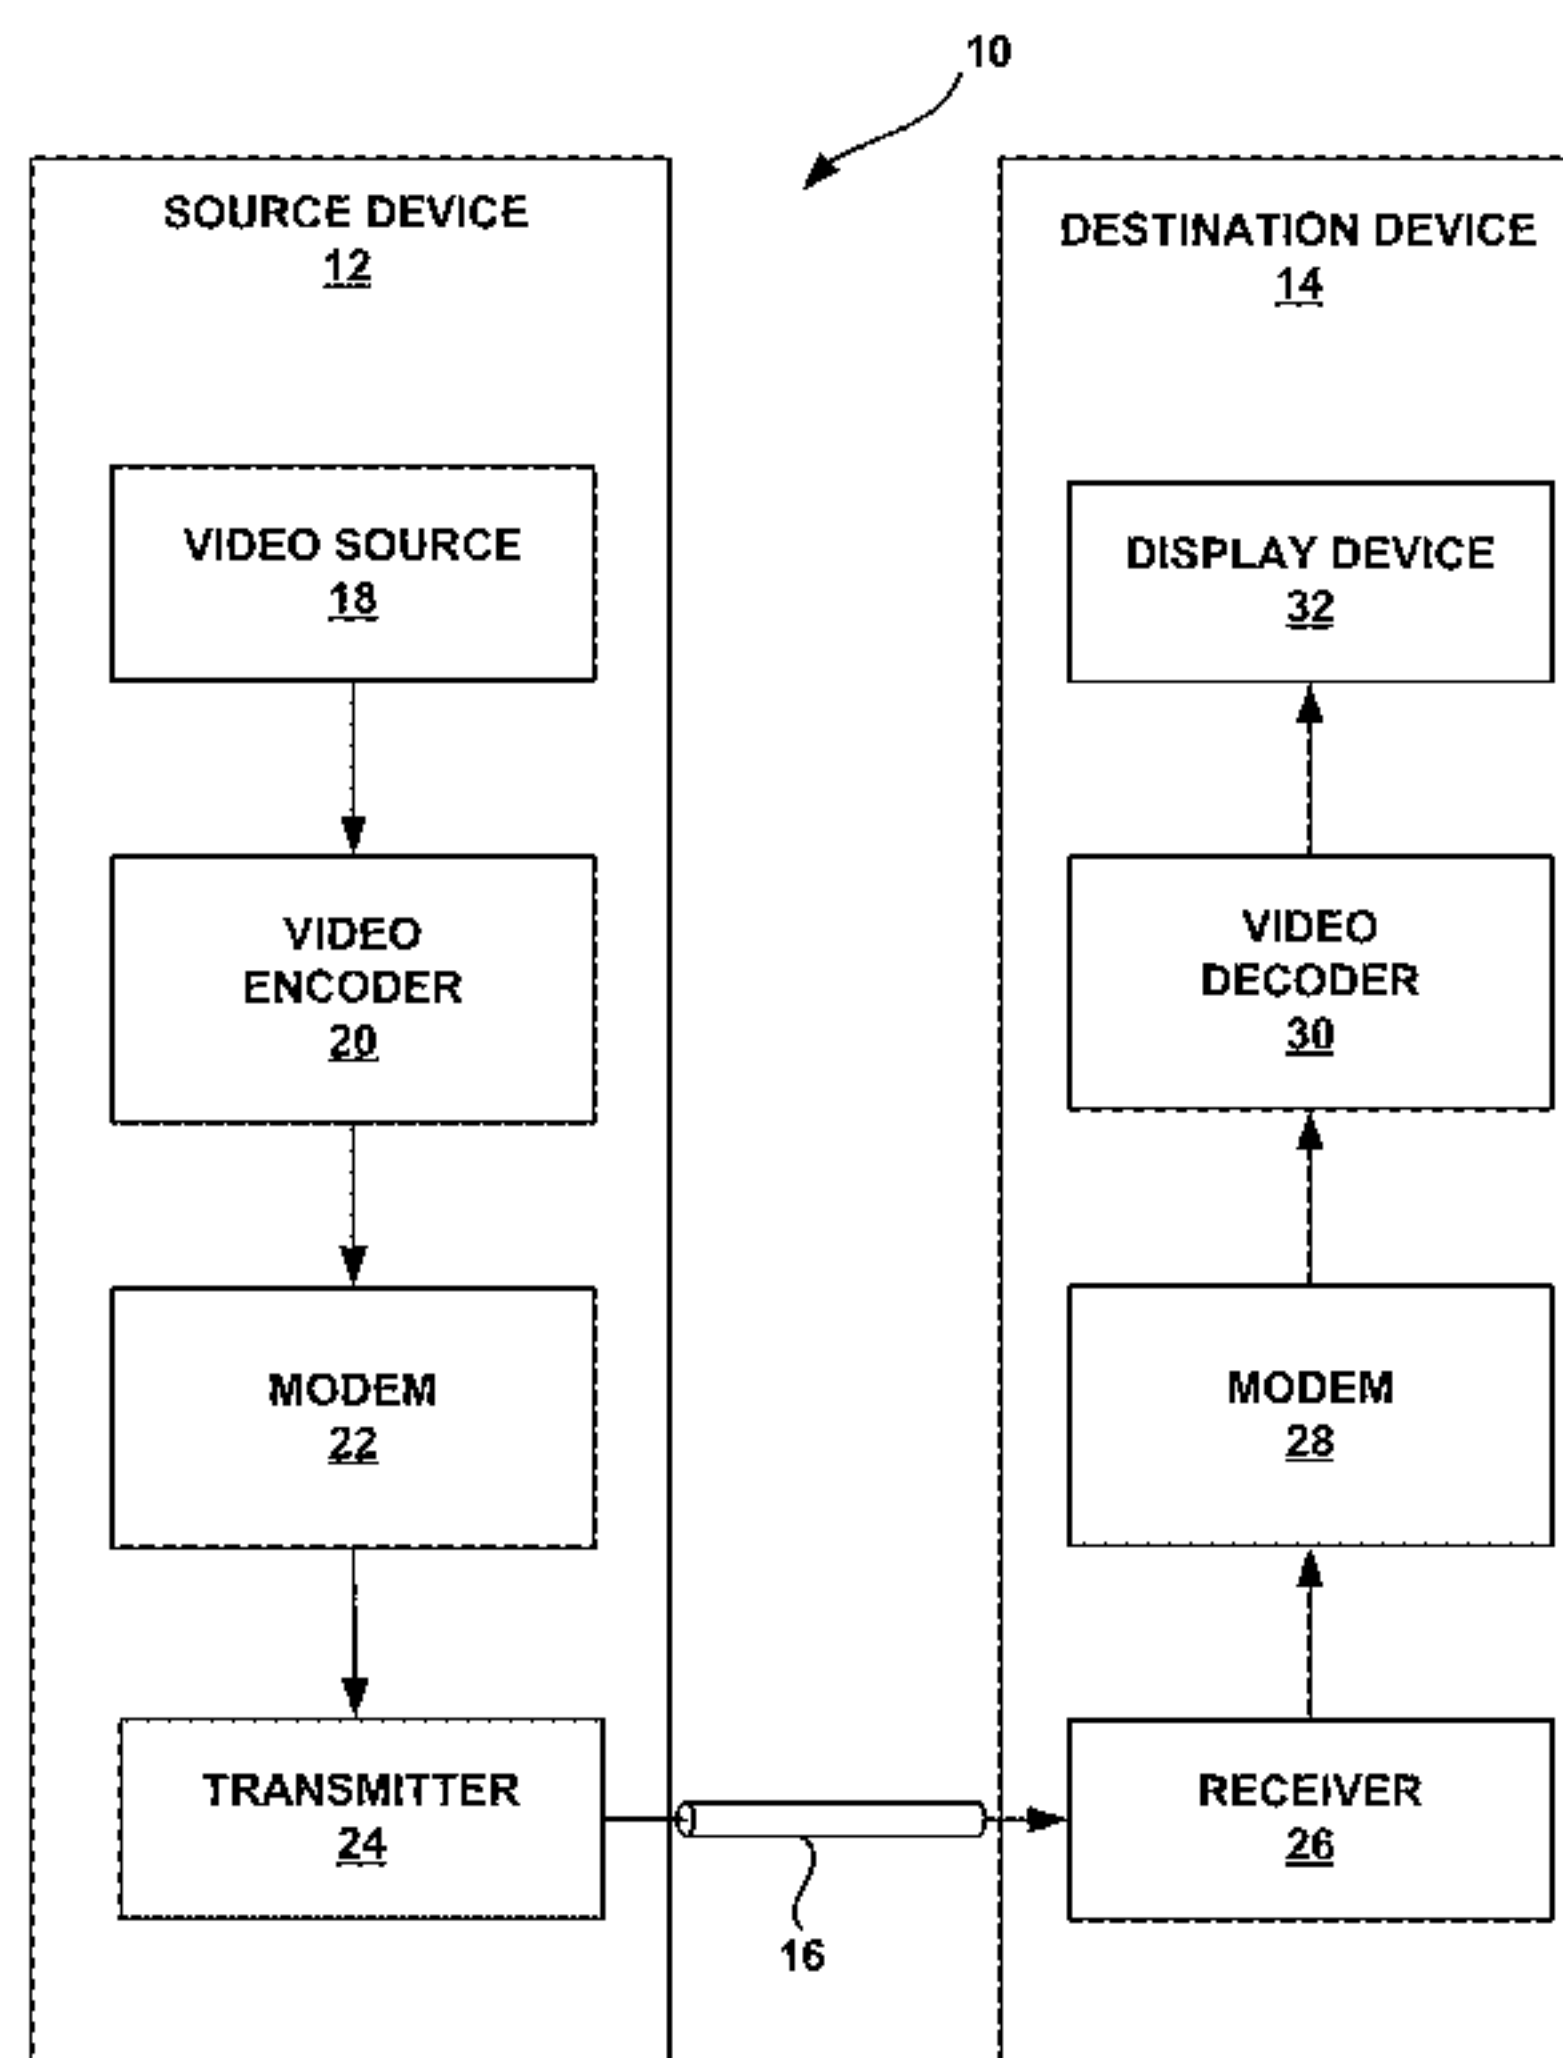 10
SOURCE DEVICE
12
VIDEO SOURCE
18
VIDEO
ENCODER
20
MODEM
22
TRANSMITTER
24
16
DESTINATION DEVICE
14
DISPLAY DEVICE
32
VIDEO
DECODER
30
MODEM
28
RECEIVER
26